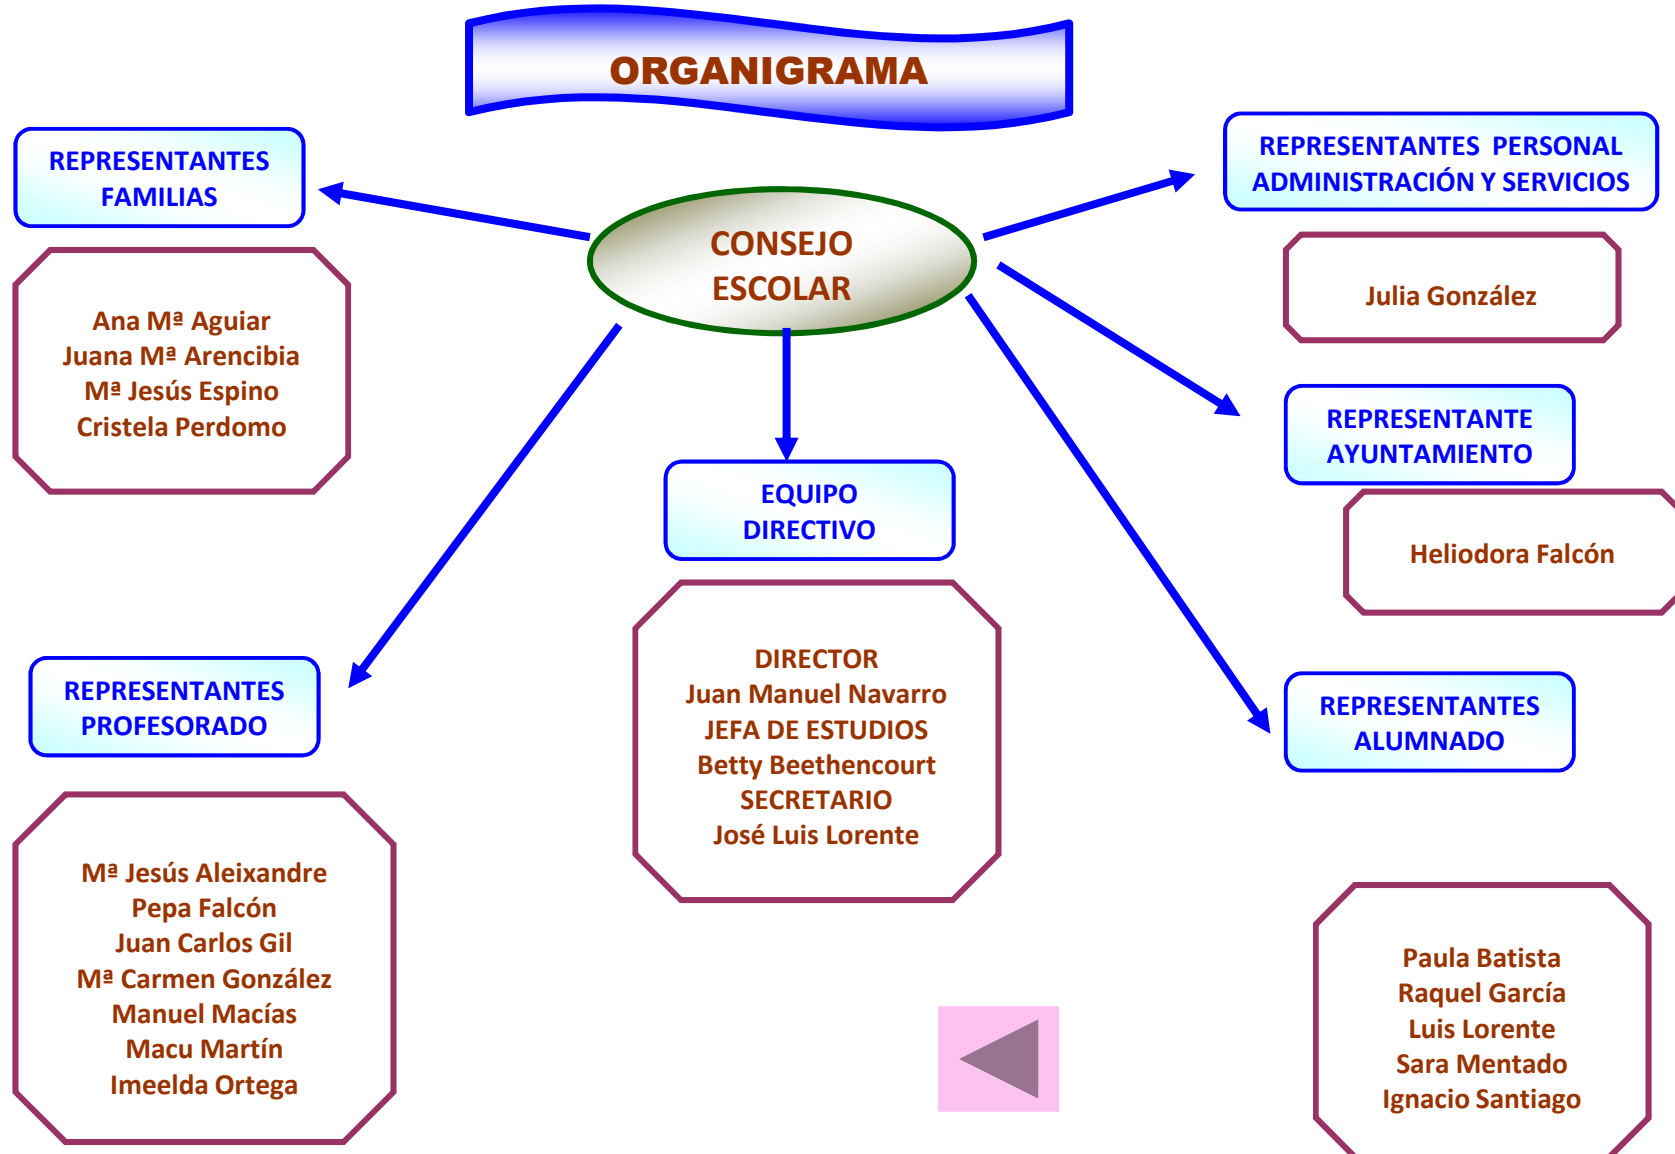 ORGANIGRAMA
REPRESENTANTES
FAMILIAS
Ana Mª Aguiar
Juana Mª Arencibia
Mª Jesús Espino
Cristela Perdomo
CONSEJO
ESCOLAR
REPRESENTANTES PERSONAL
ADMINISTRACIÓN Y SERVICIOS
Julia González
REPRESENTANTE
AYUNTAMIENTO
Heliodora Falcón
EQUIPO
DIRECTIVO
DIRECTOR
Juan Manuel Navarro
JEFA DE ESTUDIOS
Betty Beethencourt
SECRETARIO
José Luis Lorente
REPRESENTANTES
PROFESORADO
Mª Jesús Aleixandre
Pepa Falcón
Juan Carlos Gil
Mª Carmen González
Manuel Macías
Macu Martín
Imeelda Ortega
REPRESENTANTES
ALUMNADO
Paula Batista
Raquel García
Luis Lorente
Sara Mentado
Ignacio Santiago